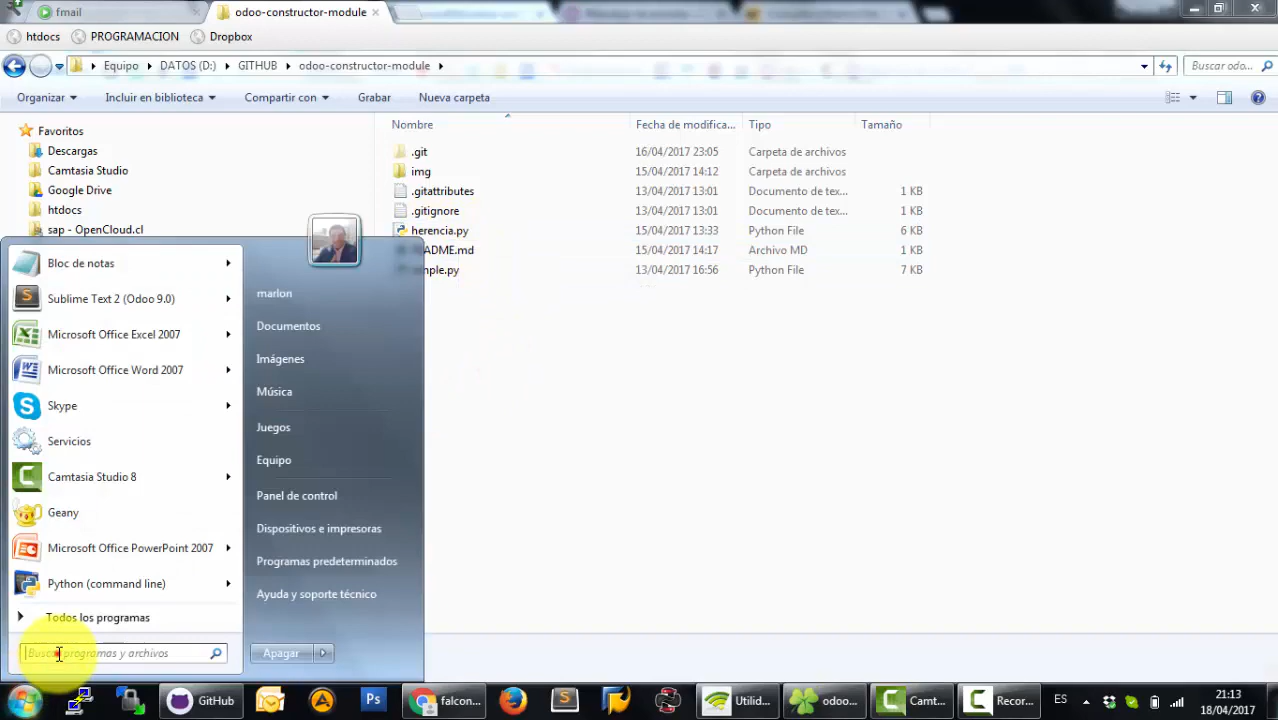 fmail
odoo-constructor-module
htdocs PROGRAMACION Dropbox
Equipo DATOS (D:) GITHUB odoo-constructor-module
Buscar odo...
Organizar Incluir en biblioteca Compartir con Grabar Nueva carpeta
Favoritos
Descargas
Camtasia Studio
Google Drive
htdocs
sap - OpenCloud.cl
Nombre Fecha de modifica... Tipo Tamaño
.git 16/04/2017 23:05 Carpeta de archivos
img 15/04/2017 14:12 Carpeta de archivos
.gitattributes 13/04/2017 13:01 Documento de tex... 1 KB
.gitignore 13/04/2017 13:01 Documento de tex... 1 KB
herencia.py 15/04/2017 13:33 Python File 6 KB
README.md 15/04/2017 14:17 Archivo MD 1 KB
13/04/2017 16:56 Python File 7 KB
Bloc de notas
Sublime Text 2 (Odoo 9.0)
Microsoft Office Excel 2007
Microsoft Office Word 2007
Skype
Servicios
Camtasia Studio 8
Geany
Microsoft Office PowerPoint 2007
Python (command line)
Todos los programas
Buscar programas y archivos
marlon
Documentos
Imágenes
Música
Juegos
Equipo
Panel de control
Dispositivos e impresoras
Programas predeterminados
Ayuda y soporte técnico
Apagar
GitHub
Ps
falcon...
Utilid...
odoo...
Camt...
Recor...
ES
21:13
18/04/2017